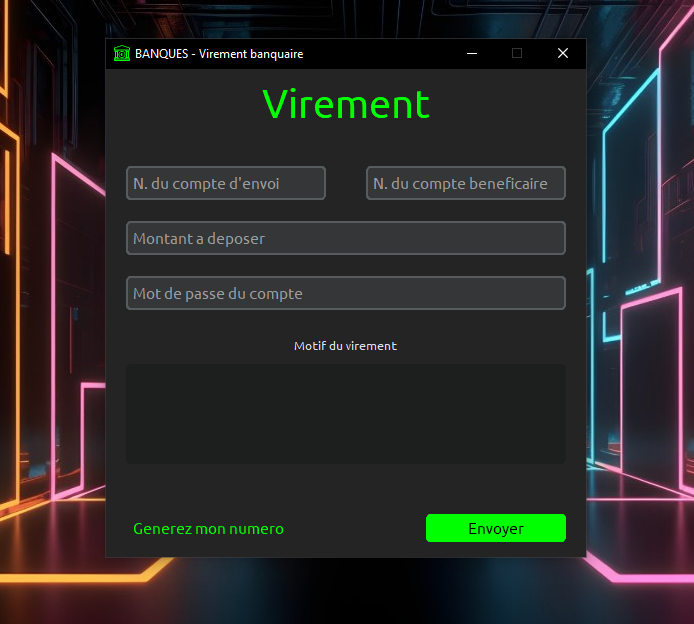 BANQUES - Virement banquaire
Virement
N. du compte d'envoi
N. du compte beneficaire
Montant a deposer
Mot de passe du compte
Motif du virement
Generez mon numero
Envoyer